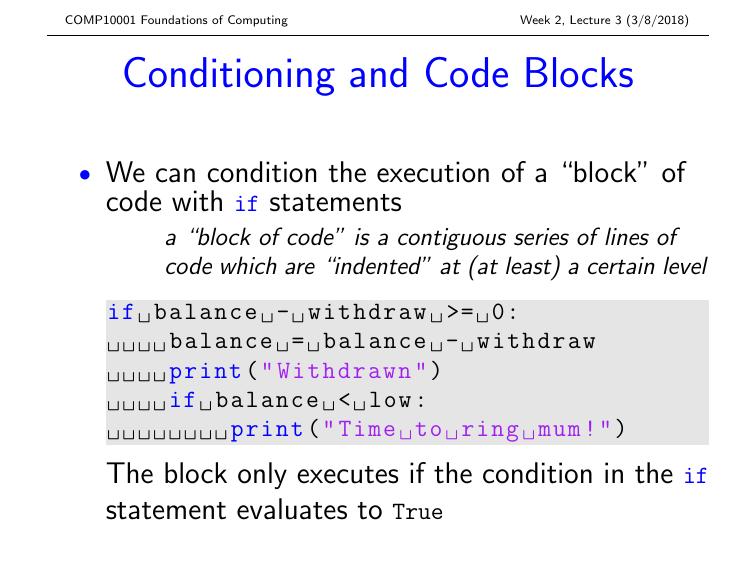 COMP10001 Foundations of Computing Week 2, Lecture 3 (3/8/2018)
Conditioning and Code Blocks
• We can condition the execution of a “block” of
code with if statements
a “block of code” is a contiguous series of lines of
code which are “indented” at (at least) a certain level
if␣balance␣-␣withdraw␣>=␣0:
␣␣␣␣balance␣=␣balance␣-␣withdraw
␣␣␣␣print("Withdrawn")
␣␣␣␣if␣balance␣<␣low:
␣␣␣␣␣␣␣␣print("Time␣to␣ring␣mum!")
The block only executes if the condition in the if
statement evaluates to True